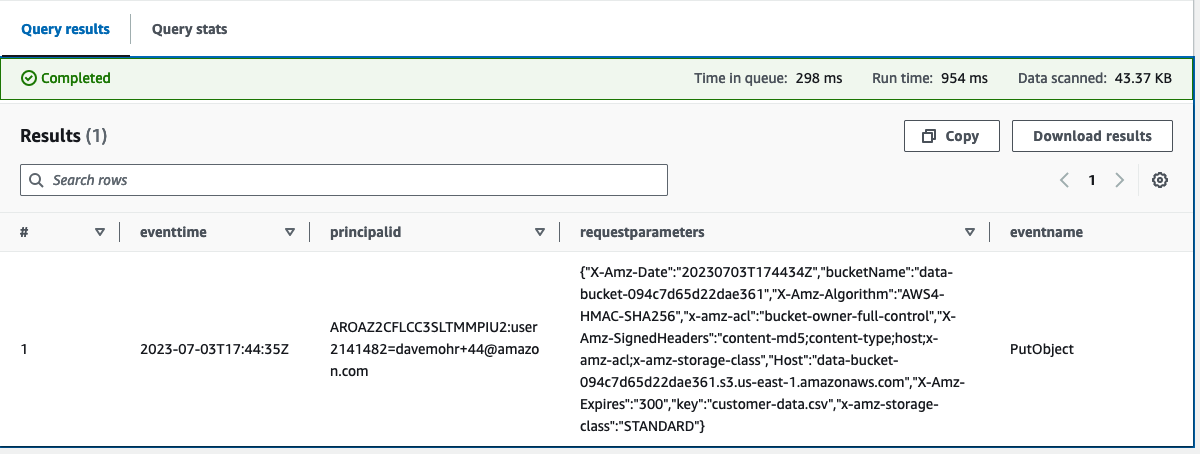 Query results
Query stats
Completed
Time in queue: 298 ms
Run time: 954 ms
Data scanned: 43.37 KB
Results (1)
Copy
Download results
Search rows
1
#
eventtime
principalid
requestparameters
eventname
1
2023-07-03T17:44:35Z
AROAZ2CFLCC3SLTMMPIU2:user
2141482=davemohr+44@amazo
n.com
{"X-Amz-Date":"20230703T174434Z","bucketName":"data-
bucket-094c7d65d22dae361","X-Amz-Algorithm":"AWS4-
HMAC-SHA256","x-amz-acl":"bucket-owner-full-control","X-
Amz-SignedHeaders":"content-md5;content-type;host;x-
amz-acl;x-amz-storage-class","Host":"data-bucket-
094c7d65d22dae361.s3.us-east-1.amazonaws.com","X-Amz-
Expires":"300","key":"customer-data.csv","x-amz-storage-
class":"STANDARD"}
PutObject